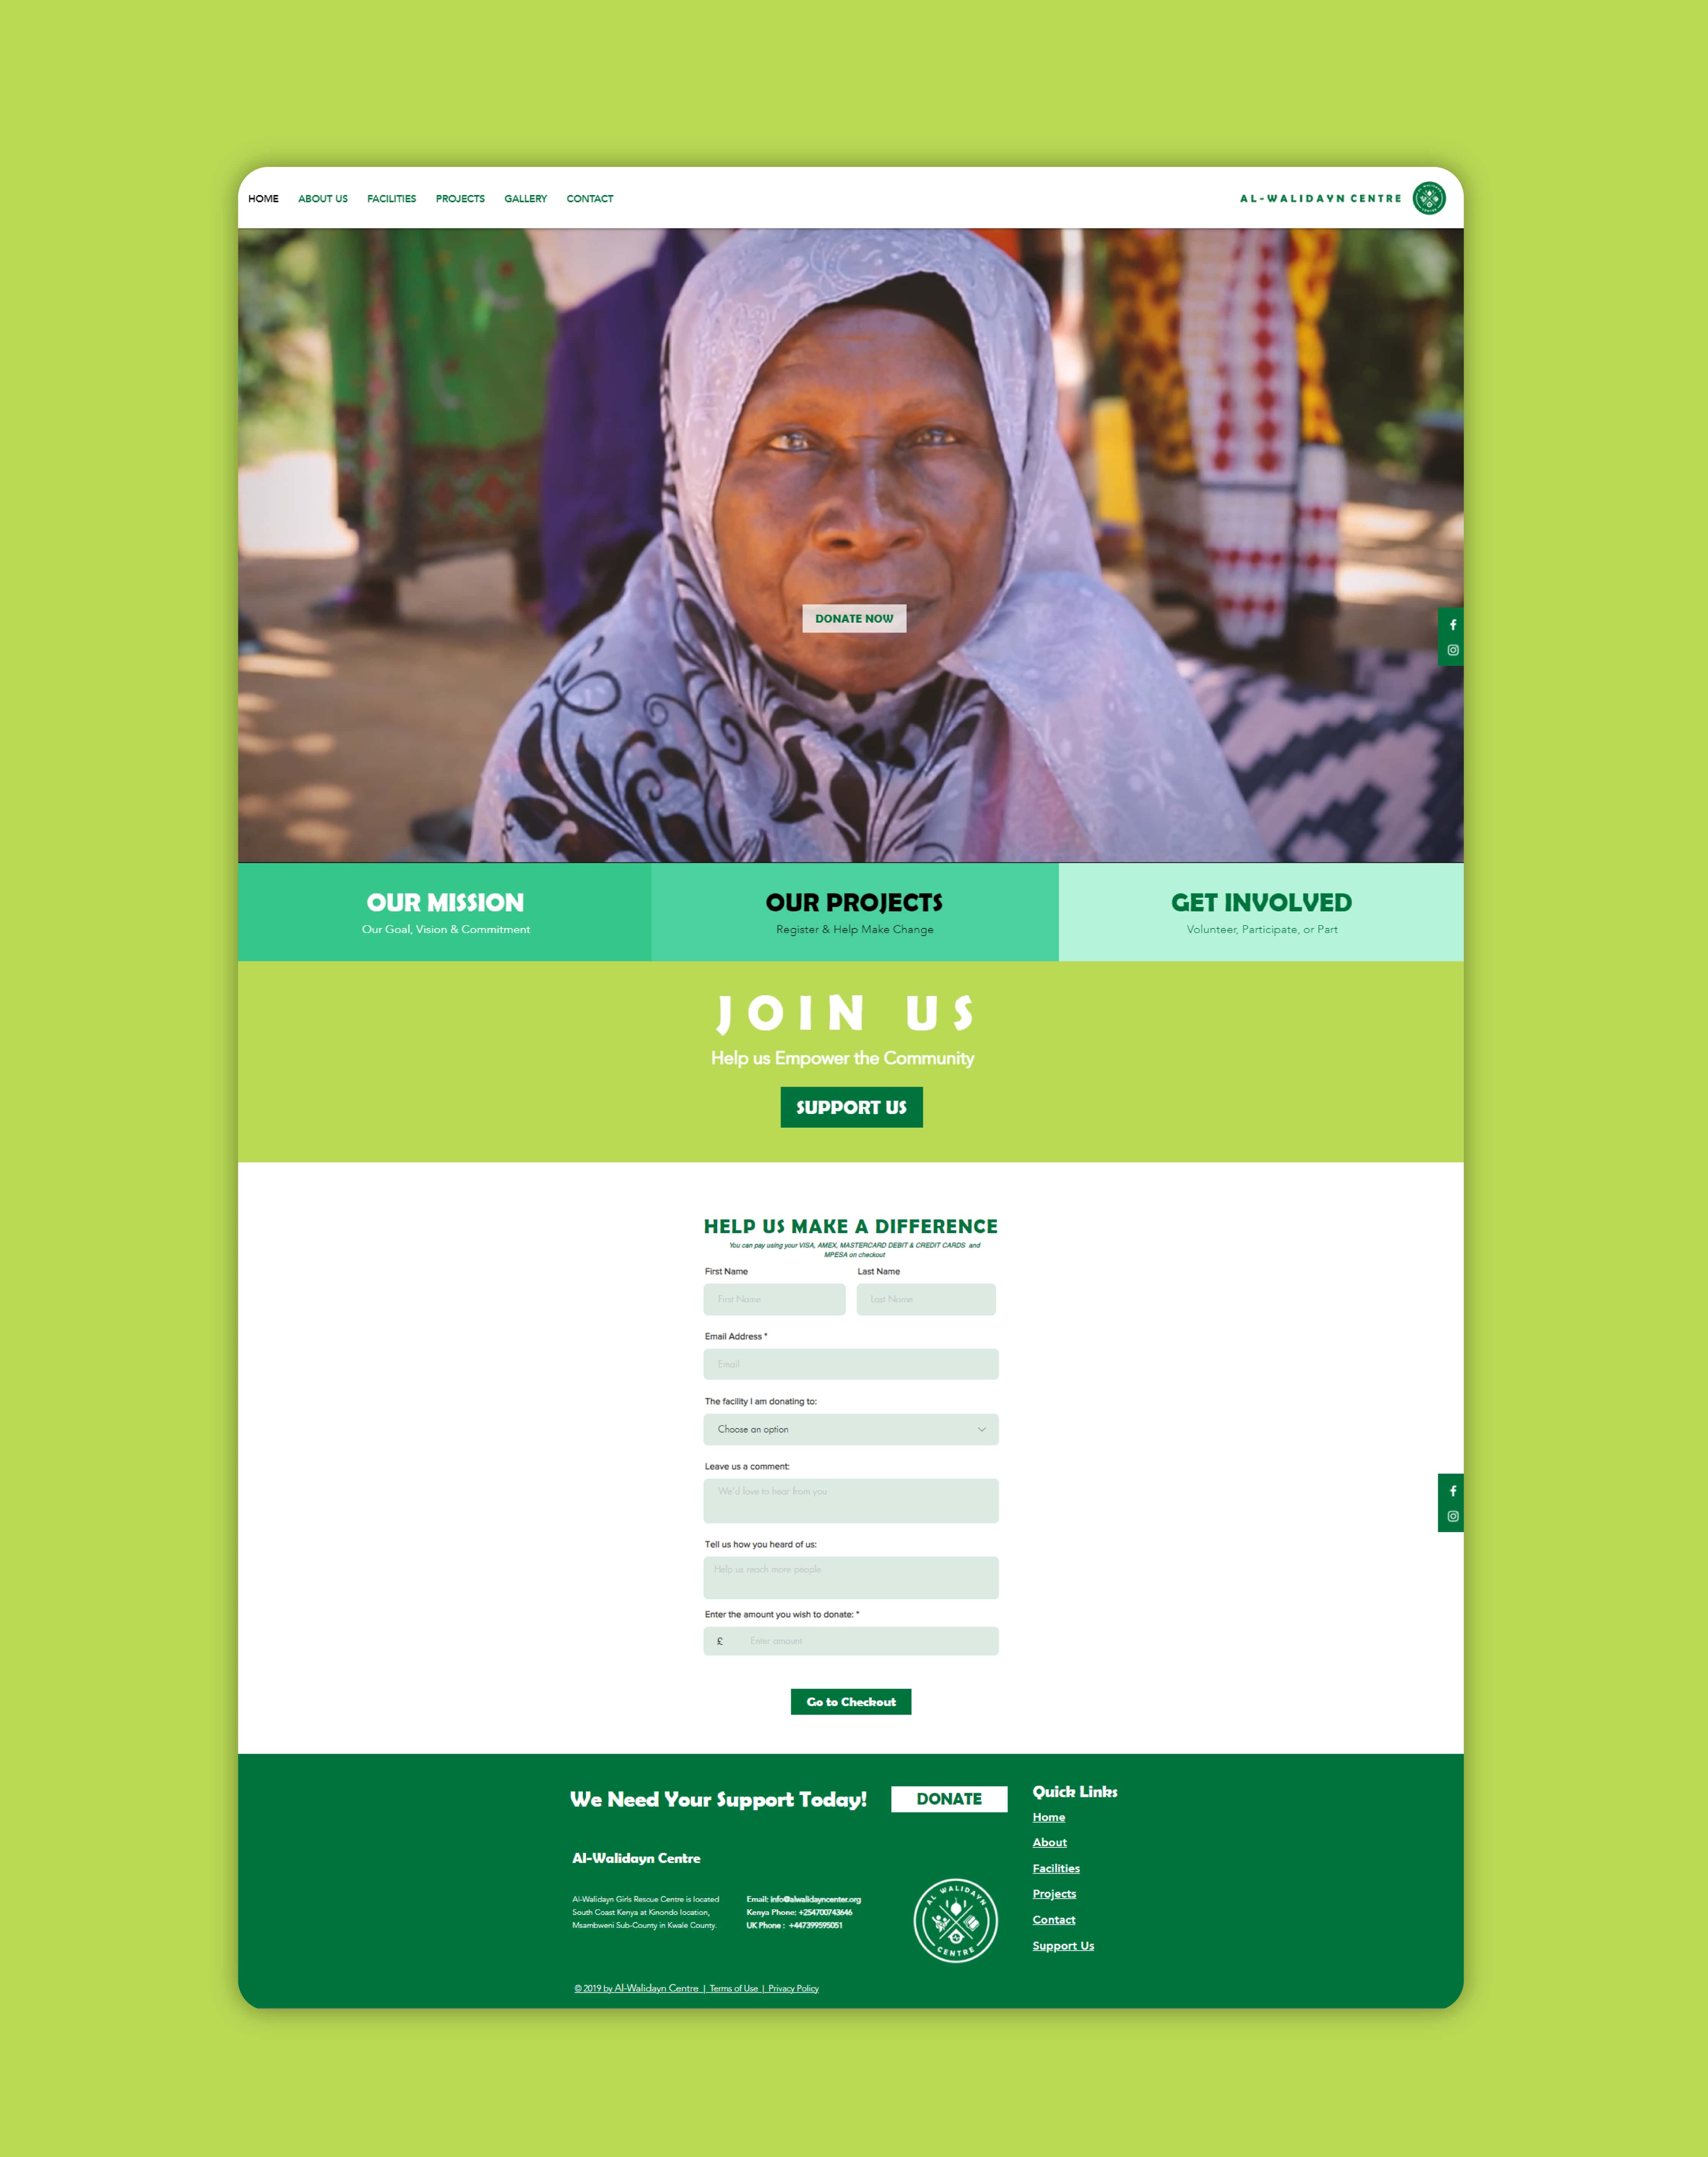 HOME ABOUT US FACILITIES PROJECTS GALLERY CONTACT
AL-WALIDAYN CENTRE
DONATE NOW
OUR MISSION
Our Goal, Vision & Commitment
OUR PROJECTS
Register & Help Make Change
GET INVOLVED
Volunteer, Participate, or Part
JOIN US
Help us Empower the Community
SUPPORT US
HELP US MAKE A DIFFERENCE
You can pay using your VISA, AMEX, MASTERCARD DEBIT & CREDIT CARDS and
MPESA on checkout
First Name Last Name
First Name Last Name
Email Address *
Email
The facility I am donating to:
Choose an option
Leave us a comment:
We'd love to hear from you
Tell us how you heard of us:
Help us reach more people
Enter the amount you wish to donate: *
£ Enter amount
Go to Checkout
We Need Your Support Today!
DONATE
Al-Walidayn Centre
Al-Walidayn Girls Rescue Centre is located
South Coast Kenya at Kinondo location,
Msambweni Sub-County in Kwale County.
Email: info@alwalidayncenter.org
Kenya Phone: +254700743646
UK Phone : +447399595051
AL WALIDAYN
CENTRE
Quick Links
Home
About
Facilities
Projects
Contact
Support Us
© 2019 by Al-Walidayn Centre | Terms of Use | Privacy Policy